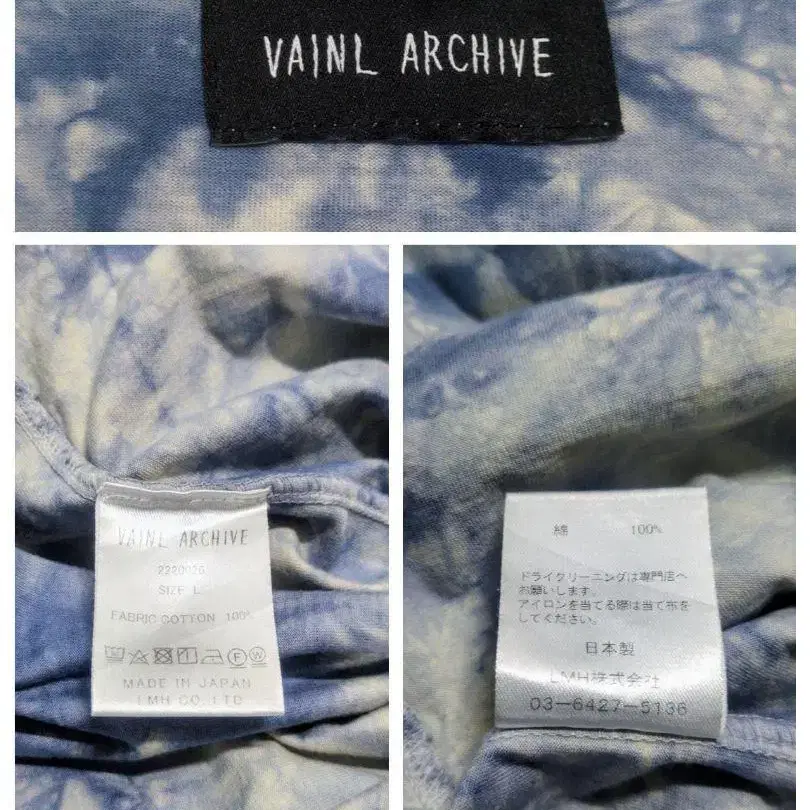 VAINL ARCHIVE
VAINL ARCHIVE
2220026
SIZE L
FABRIC COTTON 100%
MADE IN JAPAN
LMH CO.,LTD
綿 100%
ドライクリーニングは専門店へ
お願いします。
アイロンを当てる際は当て布を
してください。
日本製
LMH株式会社
03-6427-5136